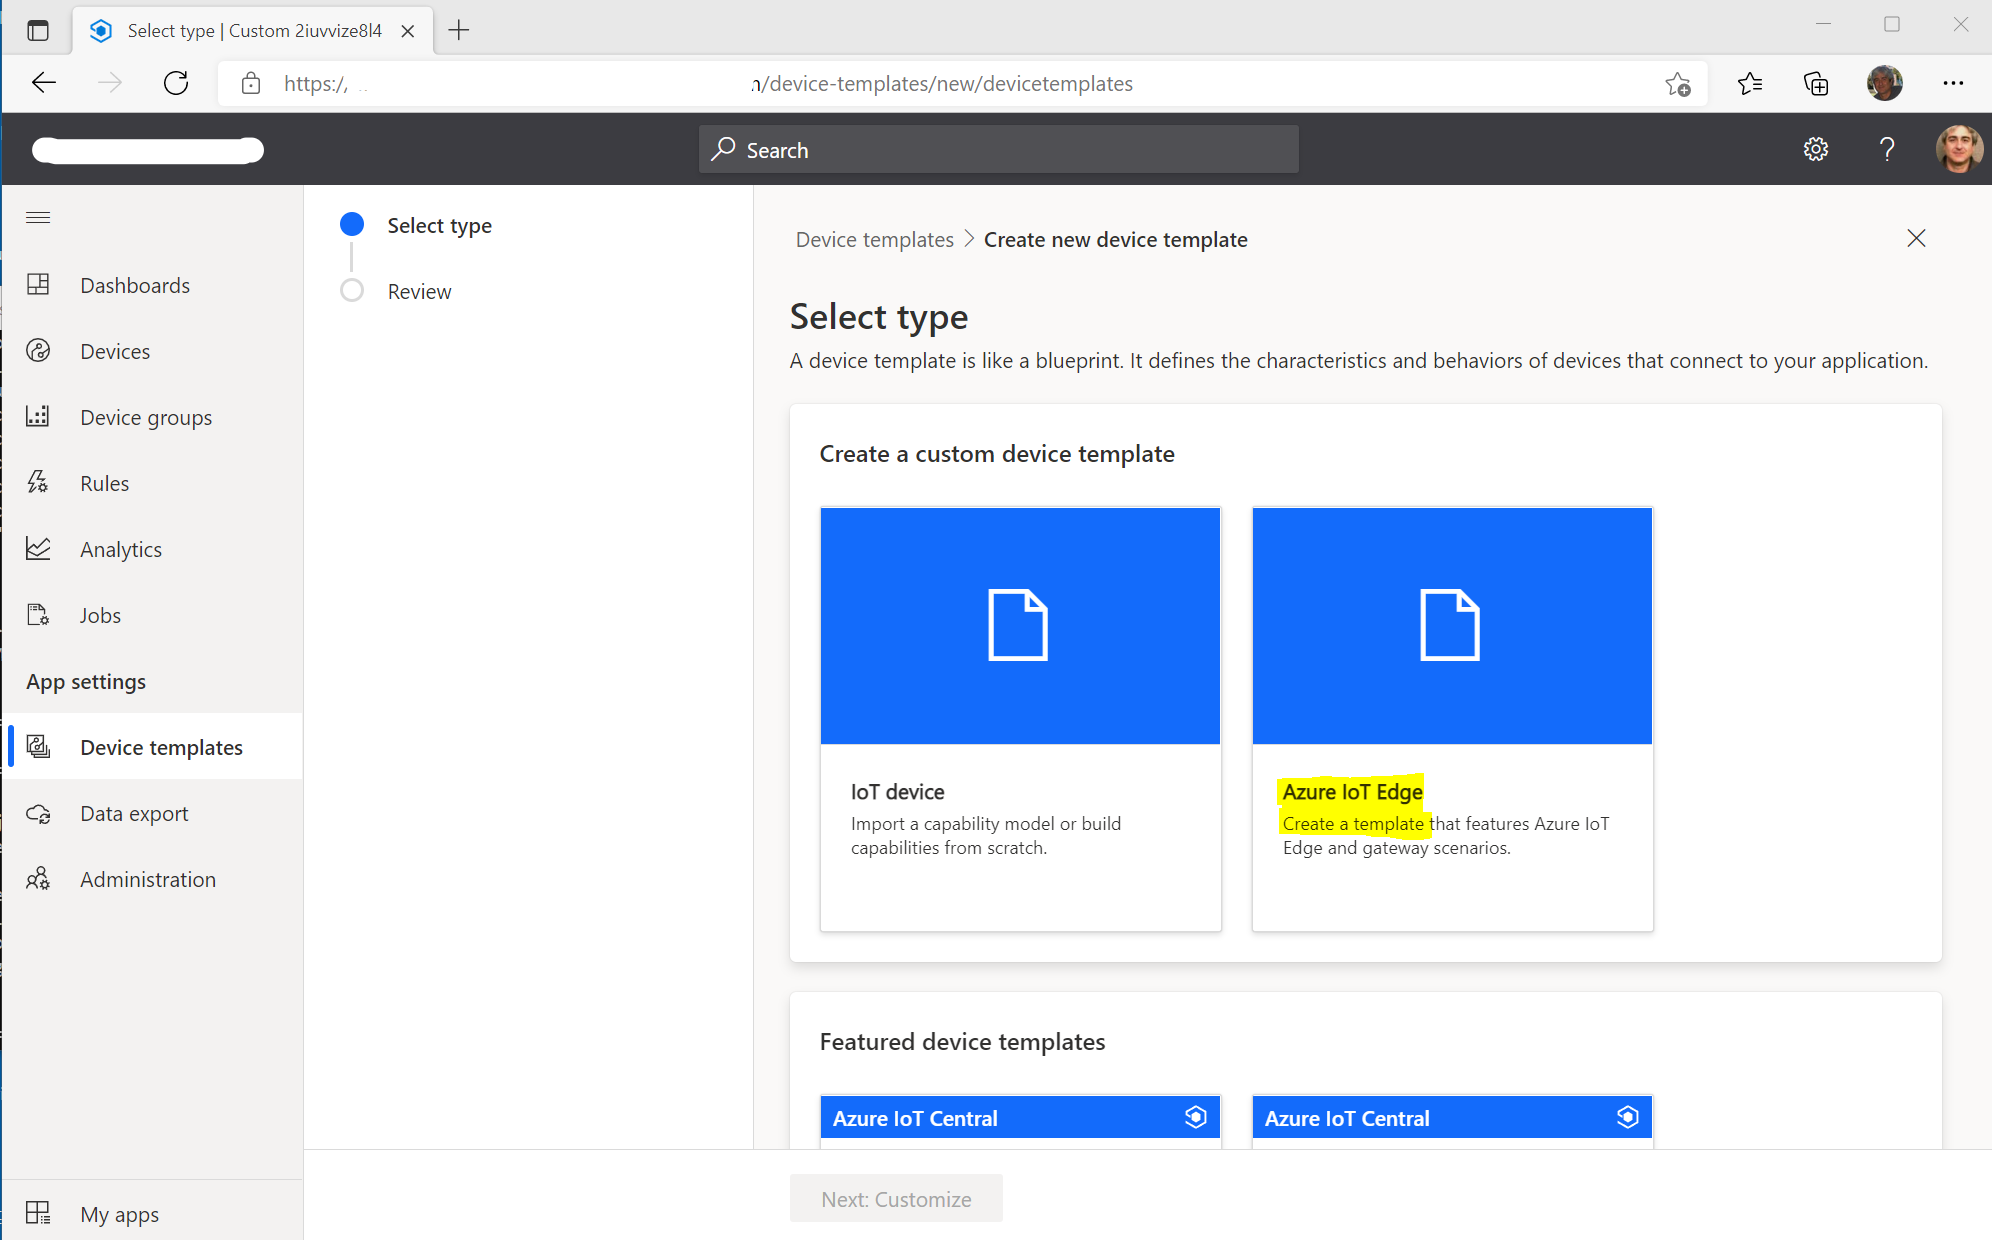 Select type | Custom 2iuvvize8l4
https:/,
/device-templates/new/devicetemplates
Search
Select type
Review
Dashboards
Devices
Device groups
Rules
Analytics
Jobs
App settings
Device templates
Data export
Administration
My apps
Device templates > Create new device template
Select type
A device template is like a blueprint. It defines the characteristics and behaviors of devices that connect to your application.
Create a custom device template
IoT device
Import a capability model or build
capabilities from scratch.
Azure IoT Edge
Create a template that features Azure IoT
Edge and gateway scenarios.
Featured device templates
Azure IoT Central
Azure IoT Central
Next: Customize